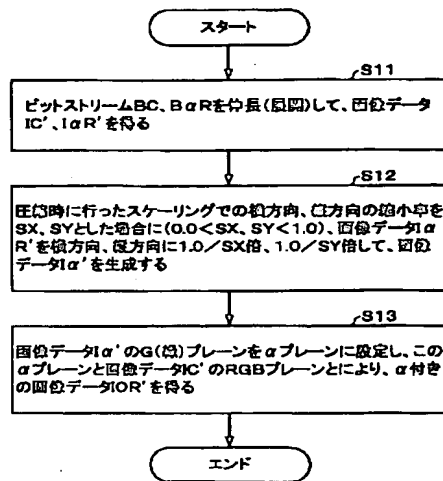 スタート
S11
ビットストリームBC、BαRを伸長(展開)して、画像データ
IC'、IαR'を得る
S12
圧縮時に行ったスケーリングでの横方向、縦方向の縮小率を
SX、SYとした場合に(0.0<SX、SY<1.0)、画像データIα
R'を横方向、縦方向に1.0/SX倍、1.0/SY倍して、画像
データIα'を生成する
S13
画像データIα'のG(緑)プレーンをαプレーンに設定し、この
αプレーンと画像データIC'のRGBプレーンとにより、α付き
の画像データIOR'を得る
エンド